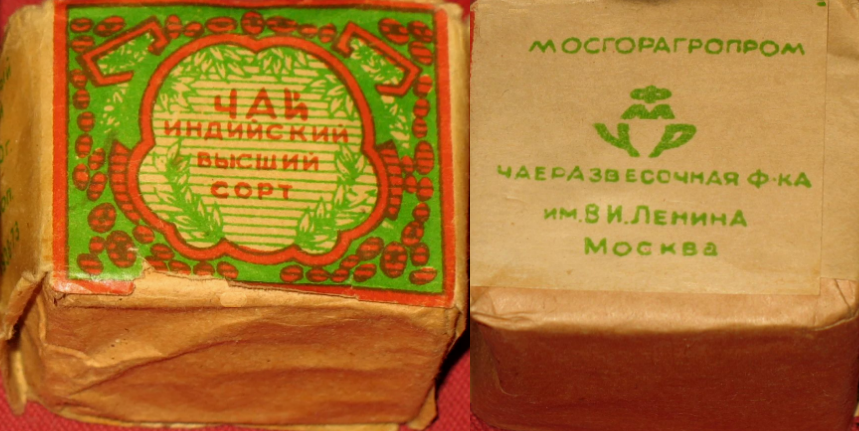 ЧАЙ
ИНДИЙСКИЙ
ВЫСШИЙ
СОРТ
МОСГОРАГРОПРОМ
ЧАЕРАЗВЕСОЧНАЯ Ф-КА
ИМ. В И. ЛЕНИНА
МОСКВА